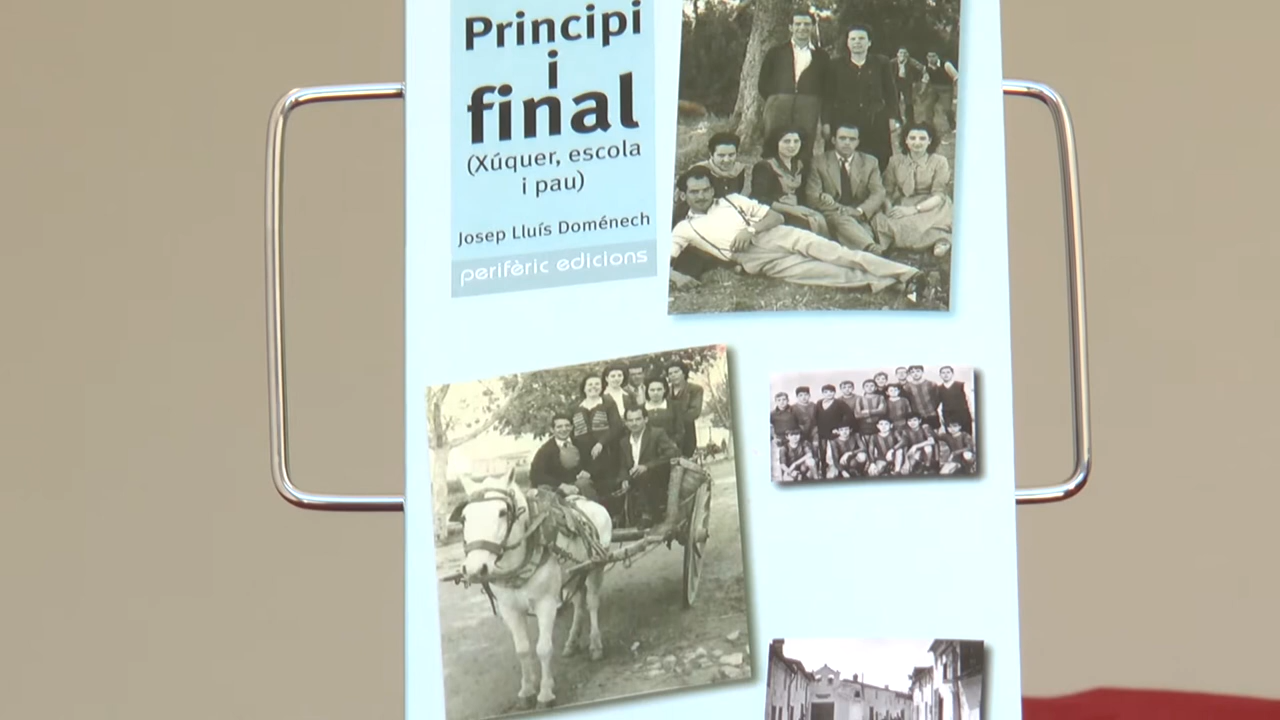 Principi
i
final
(Xúquer, escola
i pau)
Josep Lluís Doménech
perifèric edicions